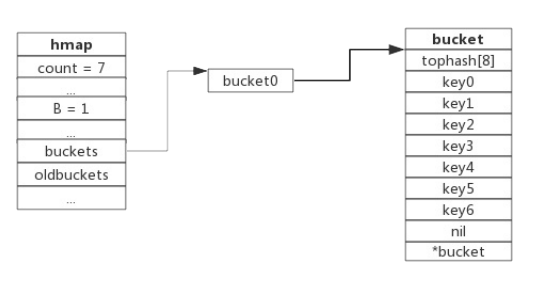 hmap
count = 7
...
B = 1
...
buckets
oldbuckets
...
bucket0
bucket
tophash[8]
key0
key1
key2
key3
key4
key5
key6
nil
*bucket